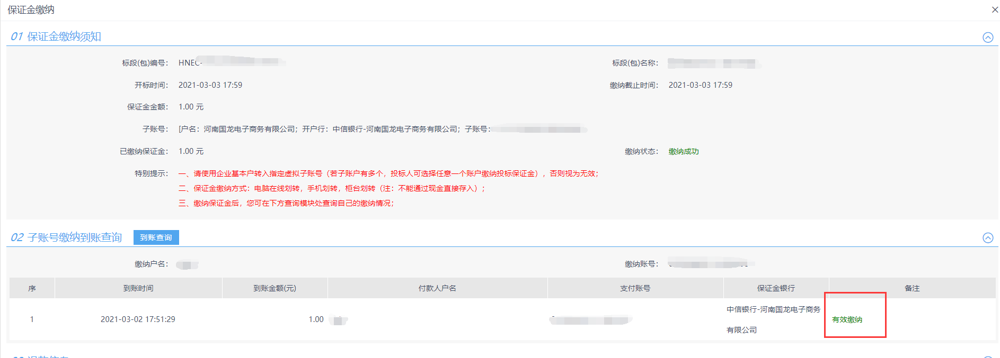 保证金缴纳
01 保证金缴纳须知
标段(包)编号： HNEC-
标段(包)名称：
开标时间： 2021-03-03 17:59
缴纳截止时间： 2021-03-03 17:59
保证金金额： 1.00 元
子账号： [户名：河南国龙电子商务有限公司；开户行：中信银行-河南国龙电子商务有限公司；子账号：
已缴纳保证金： 1.00 元
缴纳状态： 缴纳成功
特别提示： 一、请使用企业基本户转入指定虚拟子账号（若子账户有多个，投标人可选择任意一个账户缴纳投标保证金），否则视为无效；
二、保证金缴纳方式：电脑在线划转，手机划转，柜台划转（注：不能通过现金直接存入）；
三、缴纳保证金后，您可在下方查询模块处查询自己的缴纳情况；
02 子账号缴纳到账查询 到账查询
缴纳户名：
缴纳账号：
序 到账时间 到账金额(元) 付款人户名 支付账号 保证金银行 备注
1 2021-03-02 17:51:29 1.00 中信银行-河南国龙电子商务 有效缴纳
有限公司